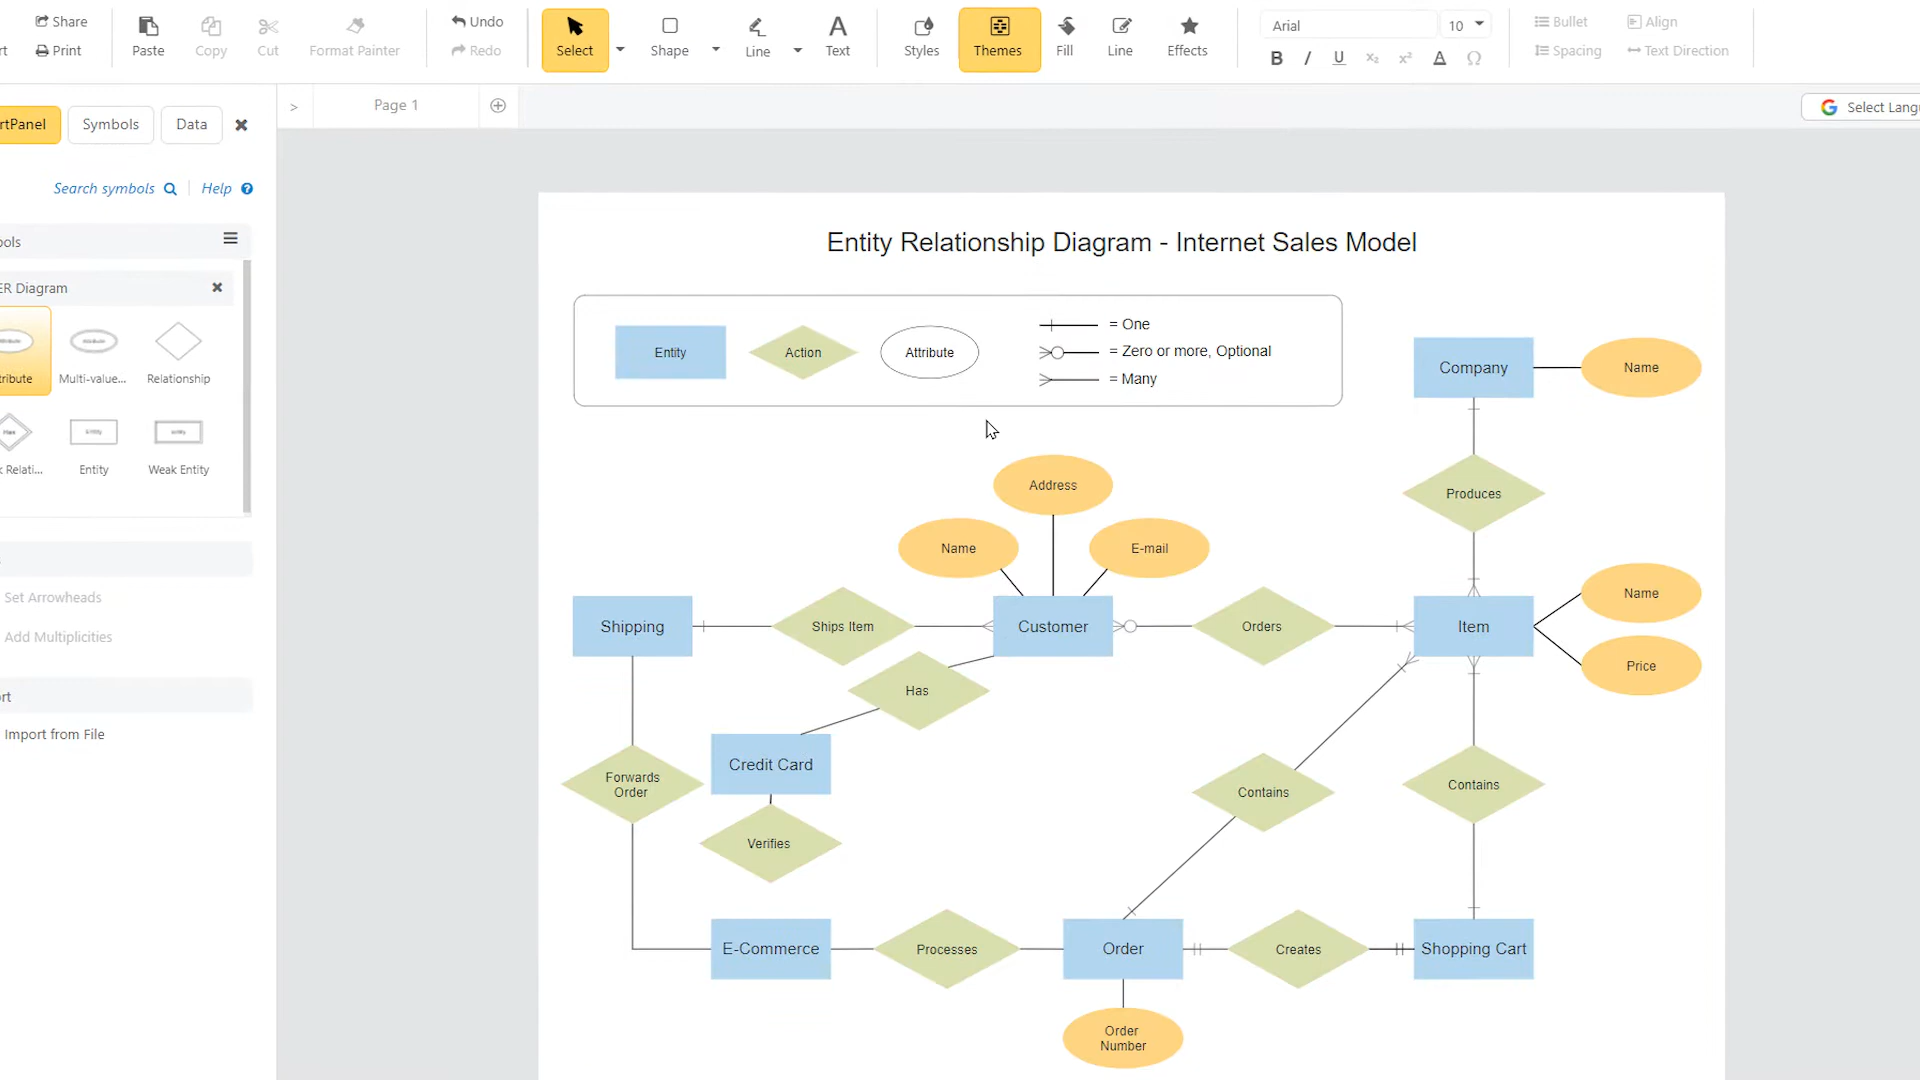 Share
Print
rt
Paste
Copy
Cut
Format Painter
Undo
Redo
Select
Shape
Line
Text
Styles
Themes
Fill
Line
Effects
Arial
10
B I U x₂ x² A Ω
Bullet
Align
Spacing
Text Direction
rtPanel
Symbols
Data
> Page 1
Select Langu
Search symbols
Help
ools
ER Diagram
ribute
Multi-value...
Relationship
k Relati...
Entity
Weak Entity
Set Arrowheads
Add Multiplicities
rt
Import from File
Entity Relationship Diagram - Internet Sales Model
Entity
Action
Attribute
= One
= Zero or more, Optional
= Many
Company
Name
Produces
Address
Name
E-mail
Name
Shipping
Ships Item
Customer
Orders
Item
Price
Has
Credit Card
Forwards
Order
Contains
Contains
Verifies
E-Commerce
Processes
Order
Creates
Shopping Cart
Order
Number